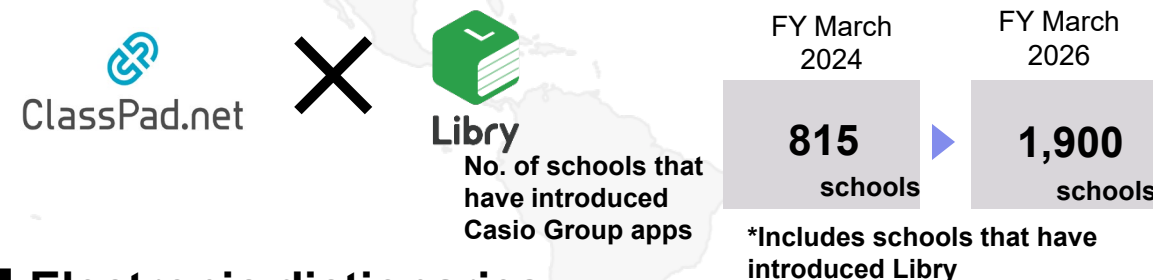 ClassPad.net
Libry
No. of schools that
have introduced
Casio Group apps
FY March
2024
815
schools
FY March
2026
1,900
schools
*Includes schools that have
introduced Libry